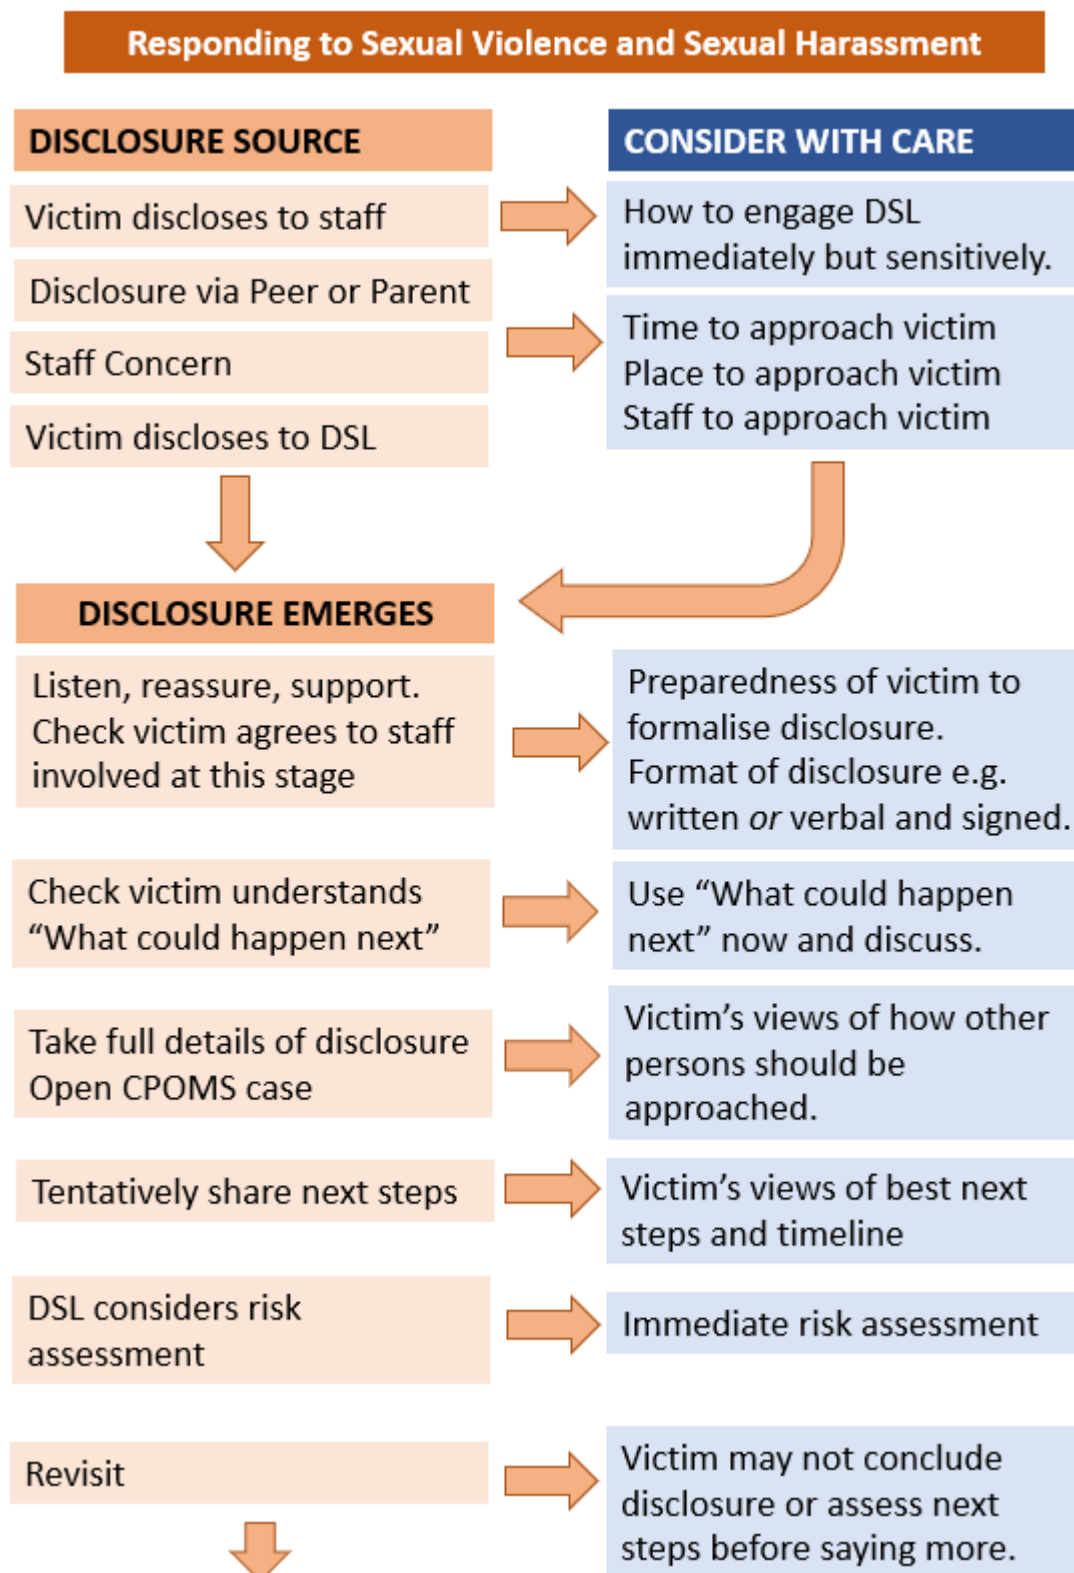 Responding to Sexual Violence and Sexual Harassment
DISCLOSURE SOURCE
CONSIDER WITH CARE
Victim discloses to staff
How to engage DSL
immediately but sensitively.
Disclosure via Peer or Parent
Staff Concern
Time to approach victim
Place to approach victim
Staff to approach victim
Victim discloses to DSL
DISCLOSURE EMERGES
Listen, reassure, support.
Check victim agrees to staff
involved at this stage
Preparedness of victim to
formalise disclosure.
Format of disclosure e.g.
written or verbal and signed.
Check victim understands
“What could happen next”
Use “What could happen
next” now and discuss.
Take full details of disclosure
Open CPOMS case
Victim’s views of how other
persons should be
approached.
Tentatively share next steps
Victim’s views of best next
steps and timeline
DSL considers risk
assessment
Immediate risk assessment
Revisit
Victim may not conclude
disclosure or assess next
steps before saying more.